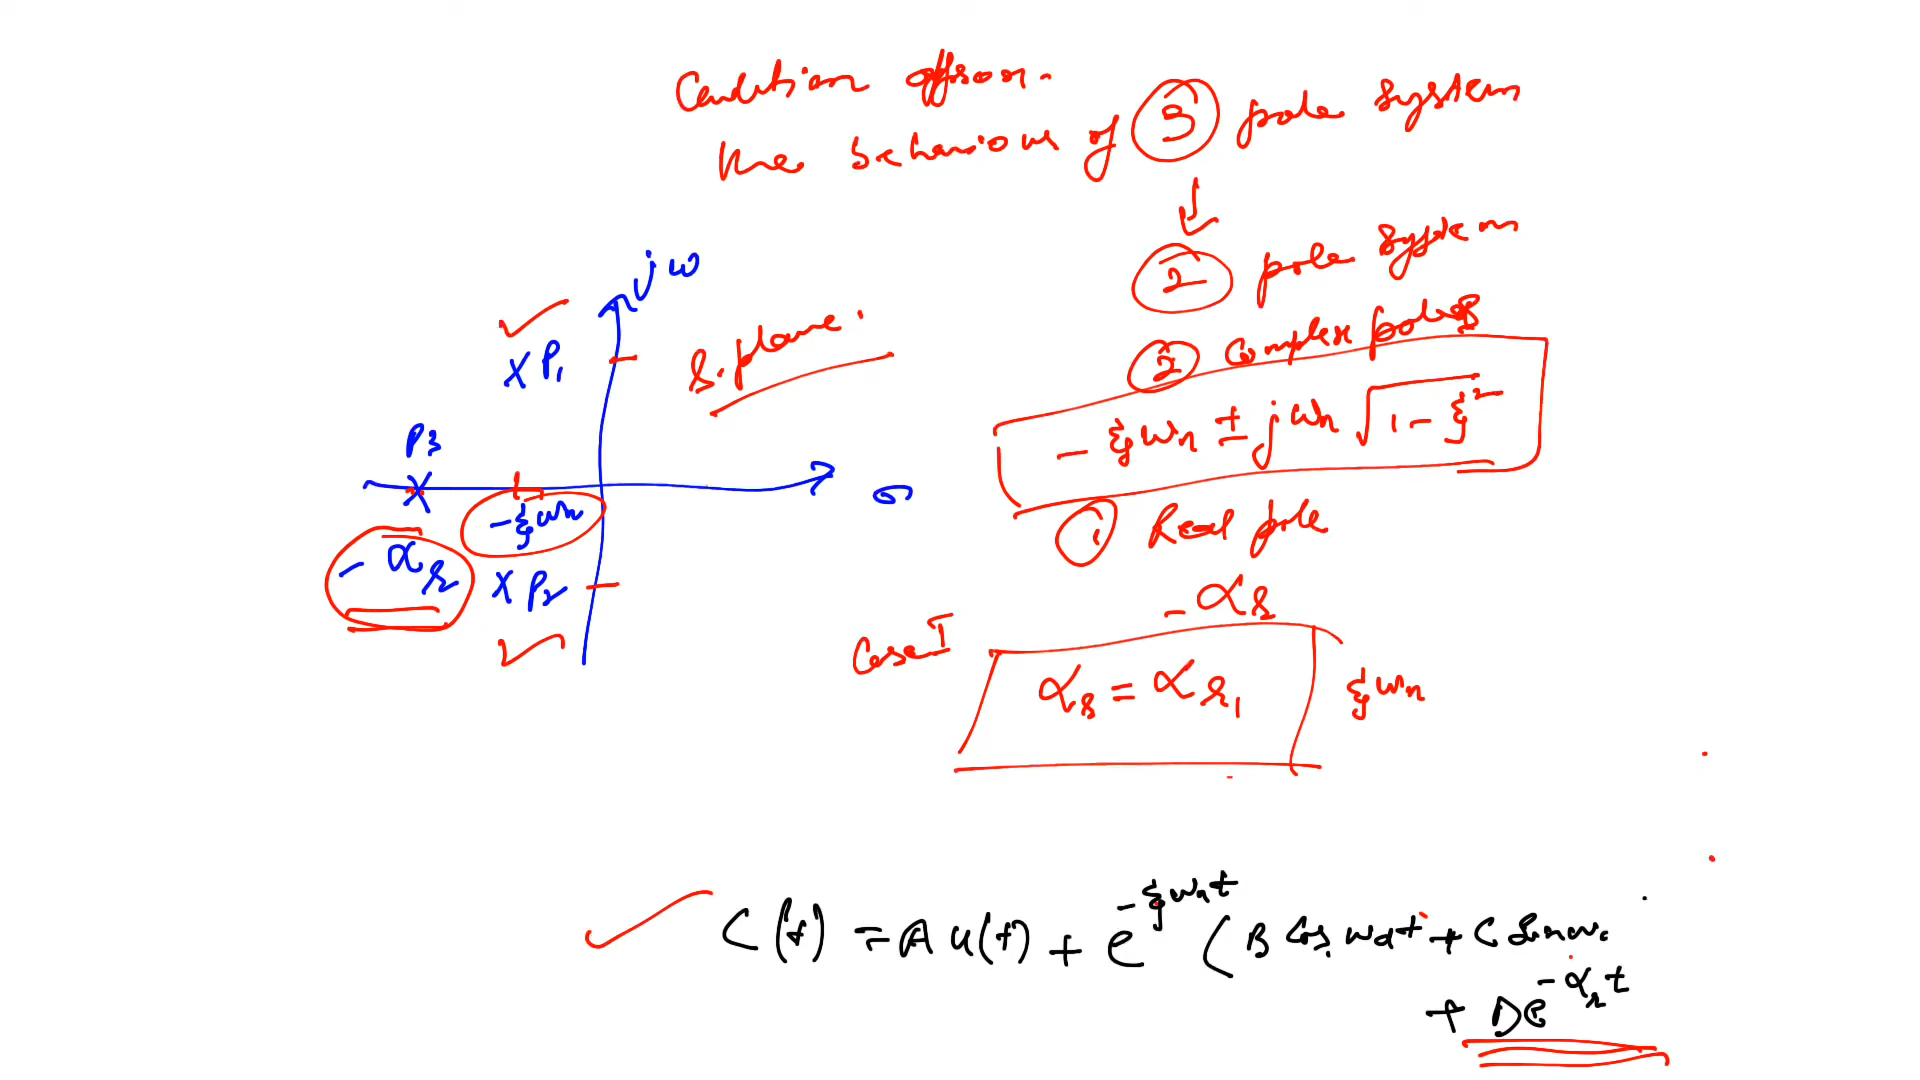 Condition approx.
the behaviour of 3 pole system
2 pole system
2 Complex poles
- ξωn ± jωn √1-ξ²
1 Real pole
- αr
Case I
αr = αr1
ξωn
jω
s-plane.
X P1
P3
X
σ
-ξωn
- αr
X P2
C(t) = A u(t) + e^-ξωnt ( B Cos ωdt + C Sin ω
+ De^-αrt